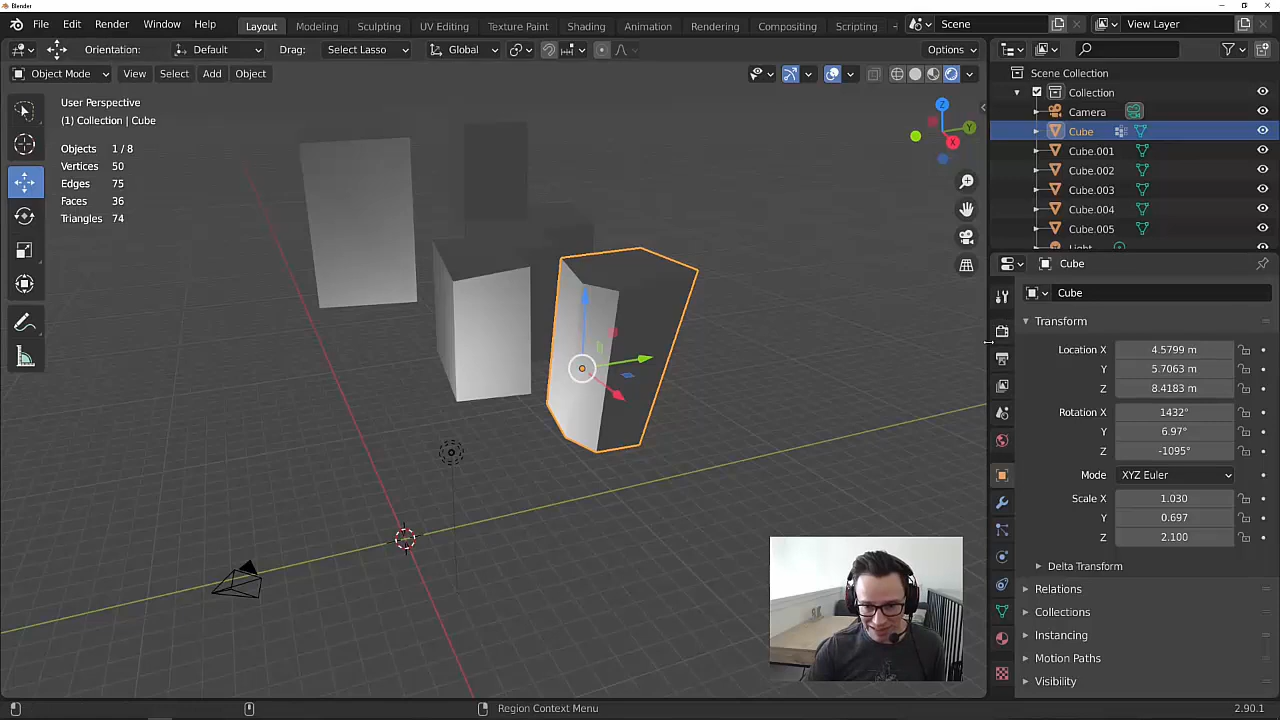 Blender
File Edit Render Window Help Layout Modeling Sculpting UV Editing Texture Paint Shading Animation Rendering Compositing Scripting Scene View Layer
Orientation: Default Drag: Select Lasso Global Options
Object Mode View Select Add Object
User Perspective
(1) Collection | Cube
Objects 1 / 8
Vertices 50
Edges 75
Faces 36
Triangles 74
Z
Y
X
Scene Collection
Collection
Camera
Cube
Cube.001
Cube.002
Cube.003
Cube.004
Cube.005
Light
Cube
Cube
Transform
Location X 4.5799 m
Y 5.7063 m
Z 8.4183 m
Rotation X 1432°
Y 6.97°
Z -1095°
Mode XYZ Euler
Scale X 1.030
Y 0.697
Z 2.100
Delta Transform
Relations
Collections
Instancing
Motion Paths
Visibility
Region Context Menu 2.90.1